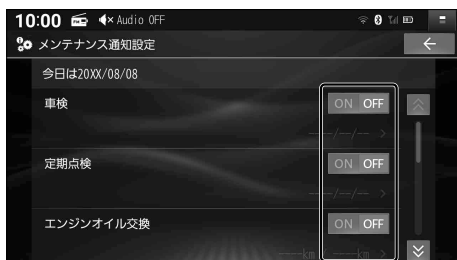 10:00 Audio OFF
メンテナンス通知設定
今日は20XX/08/08
車検
ON OFF
--/--/-- >
定期点検
ON OFF
--/--/-- >
エンジンオイル交換
ON OFF
---km / ---km >